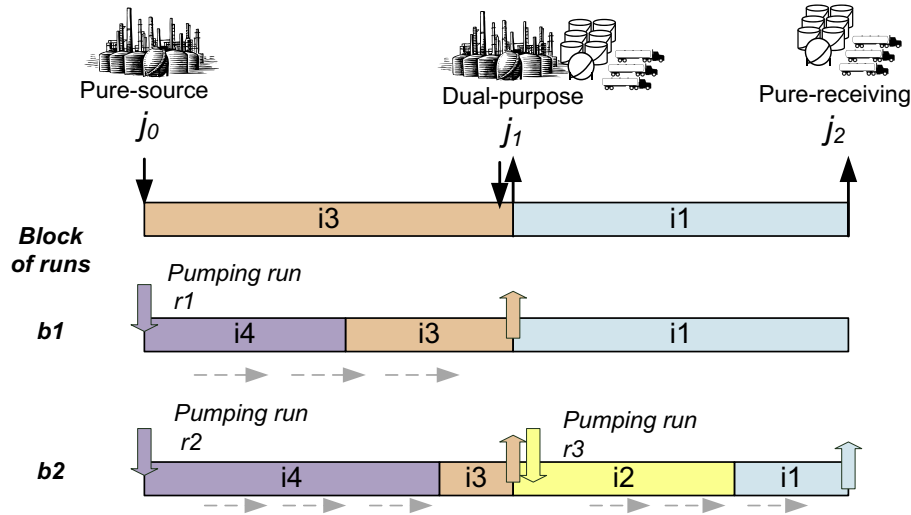 Pure-source
Dual-purpose
Pure-receiving
j0
j1
j2
i3
i1
Block
of runs
Pumping run
r1
b1
i4
i3
i1
Pumping run
r2
Pumping run
r3
b2
i4
i3
i2
i1